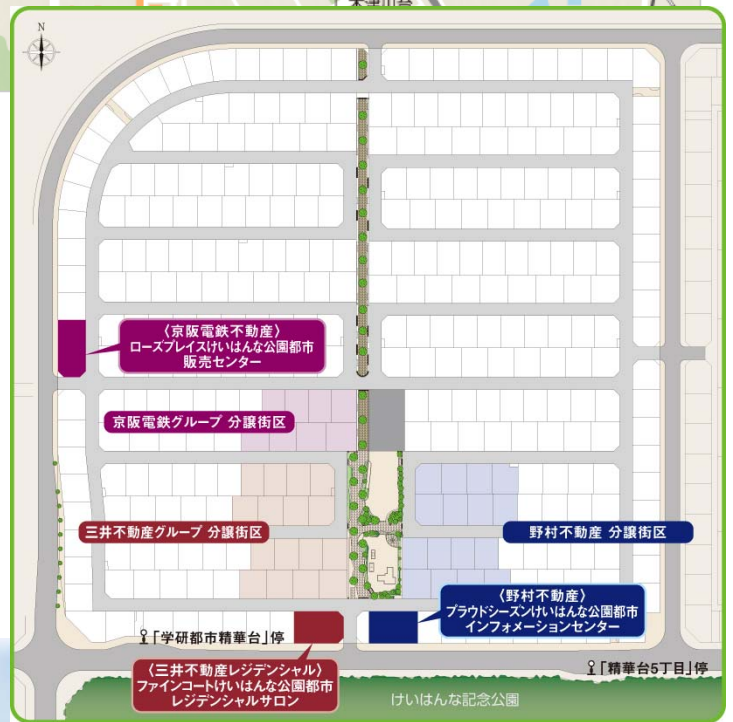 木津川台
N
〈京阪電鉄不動産〉
ローズプレイスけいはんな公園都市
販売センター
京阪電鉄グループ 分譲街区
三井不動産グループ 分譲街区
野村不動産 分譲街区
〈野村不動産〉
プラウドシーズンけいはんな公園都市
インフォメーションセンター
「学研都市精華台」停
〈三井不動産レジデンシャル〉
ファインコートけいはんな公園都市
レジデンシャルサロン
「精華台5丁目」停
けいはんな記念公園